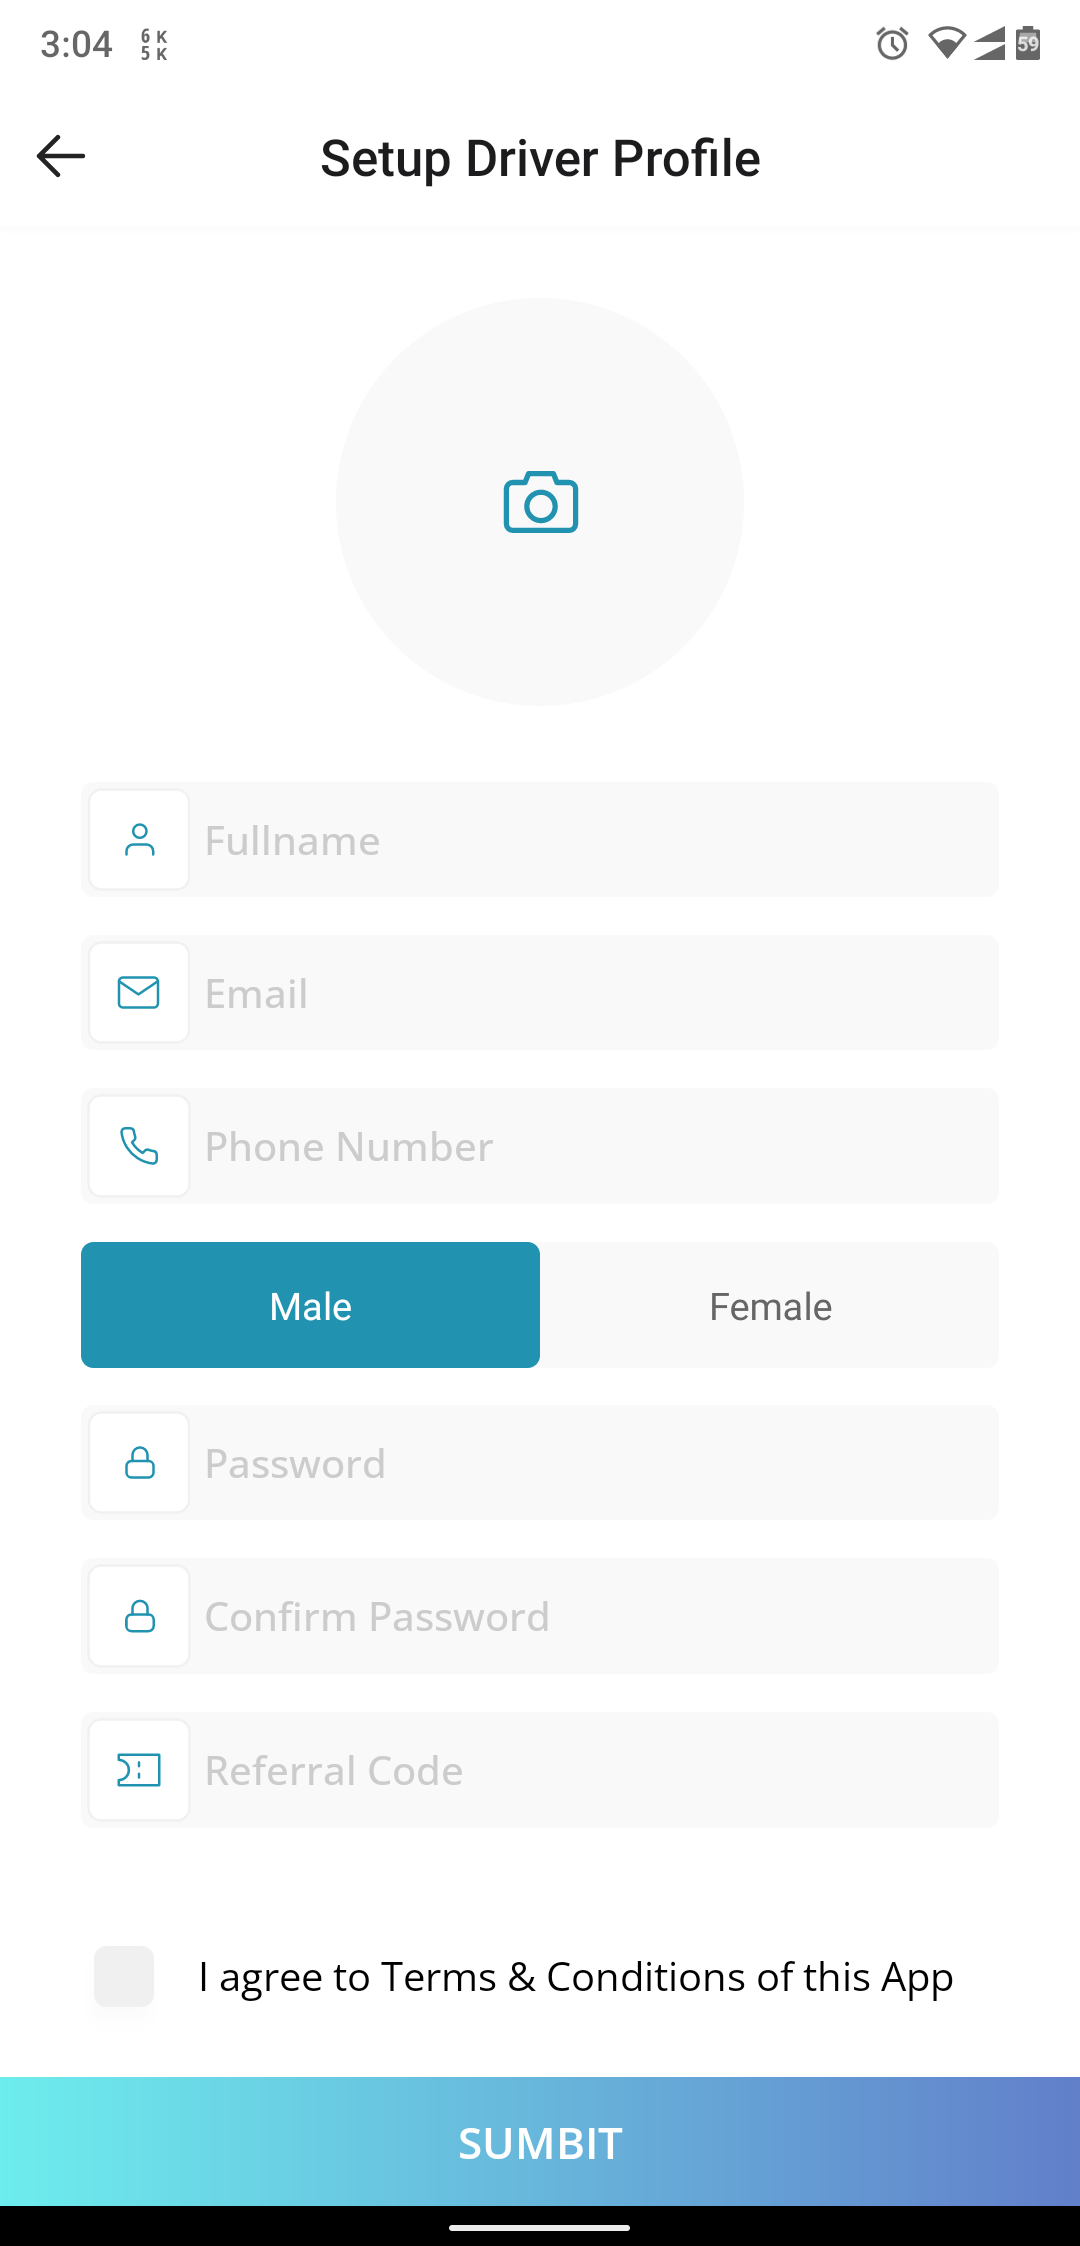 3:04 6 K
5 K
59
Setup Driver Profile
Fullname
Email
Phone Number
Male Female
Password
Confirm Password
Referral Code
I agree to Terms & Conditions of this App
SUMBIT